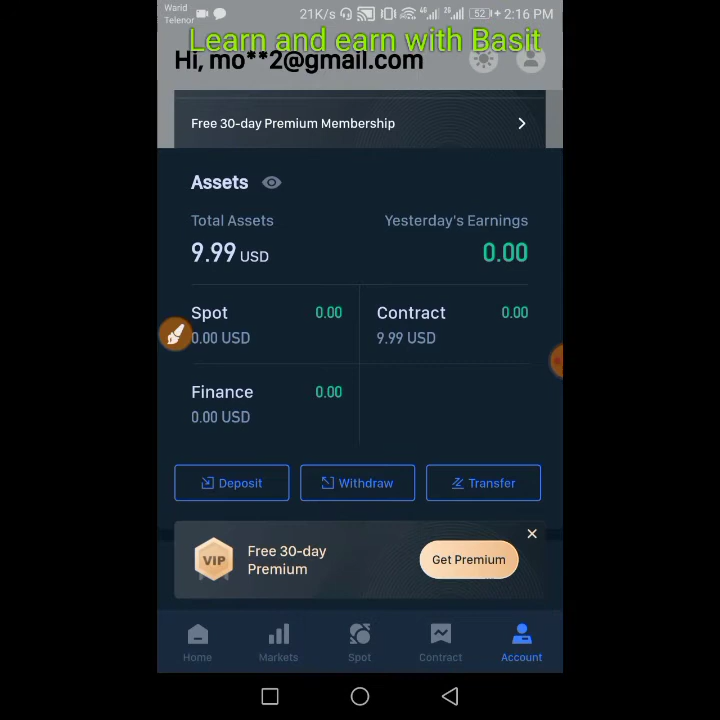 Warid
Telenor
21K/s
4G
2G
52
2:16 PM
Learn and earn with Basit
Hi, mo**2@gmail.com
Free 30-day Premium Membership
Assets
Total Assets
Yesterday's Earnings
9.99 USD
0.00
Spot
0.00
Contract
0.00
0.00 USD
9.99 USD
Finance
0.00
0.00 USD
Deposit
Withdraw
Transfer
VIP
Free 30-day
Premium
Get Premium
Home
Markets
Spot
Contract
Account